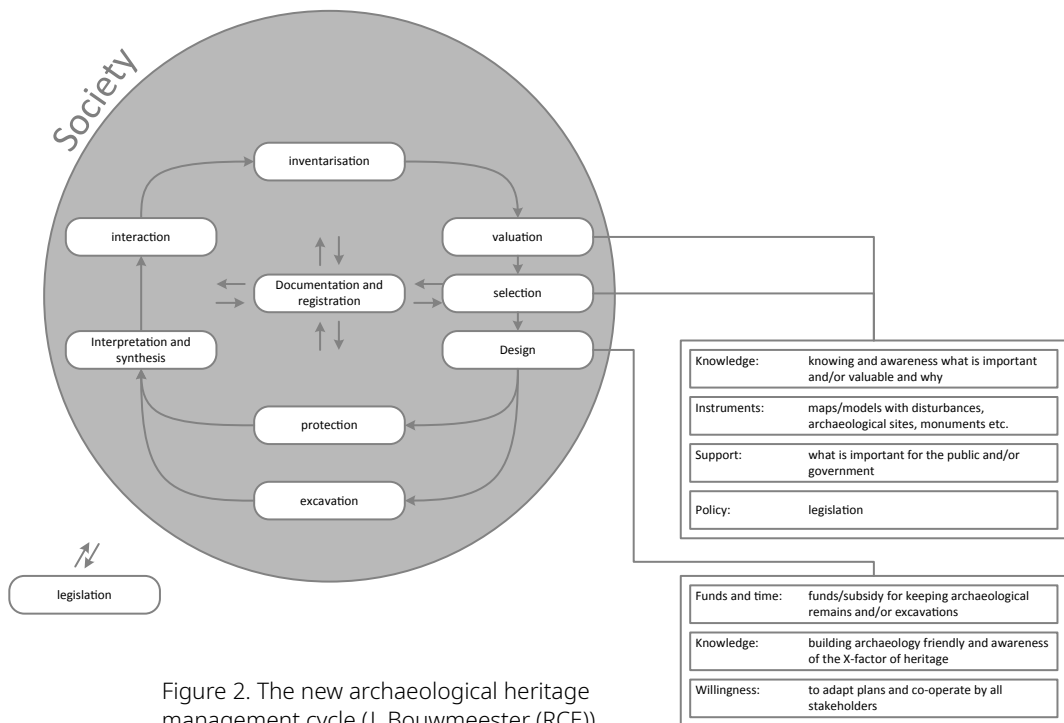 Society
inventarisation
interaction
valuation
Documentation and
registration
selection
Interpretation and
synthesis
Design
protection
excavation
legislation
Knowledge: knowing and awareness what is important
and/or valuable and why
Instruments: maps/models with disturbances,
archaeological sites, monuments etc.
Support: what is important for the public and/or
government
Policy: legislation
Funds and time: funds/subsidy for keeping archaeological
remains and/or excavations
Knowledge: building archaeology friendly and awareness
of the X-factor of heritage
Willingness: to adapt plans and co-operate by all
stakeholders
Figure 2. The new archaeological heritage
management cycle (J. Bouwmeester (RCE))